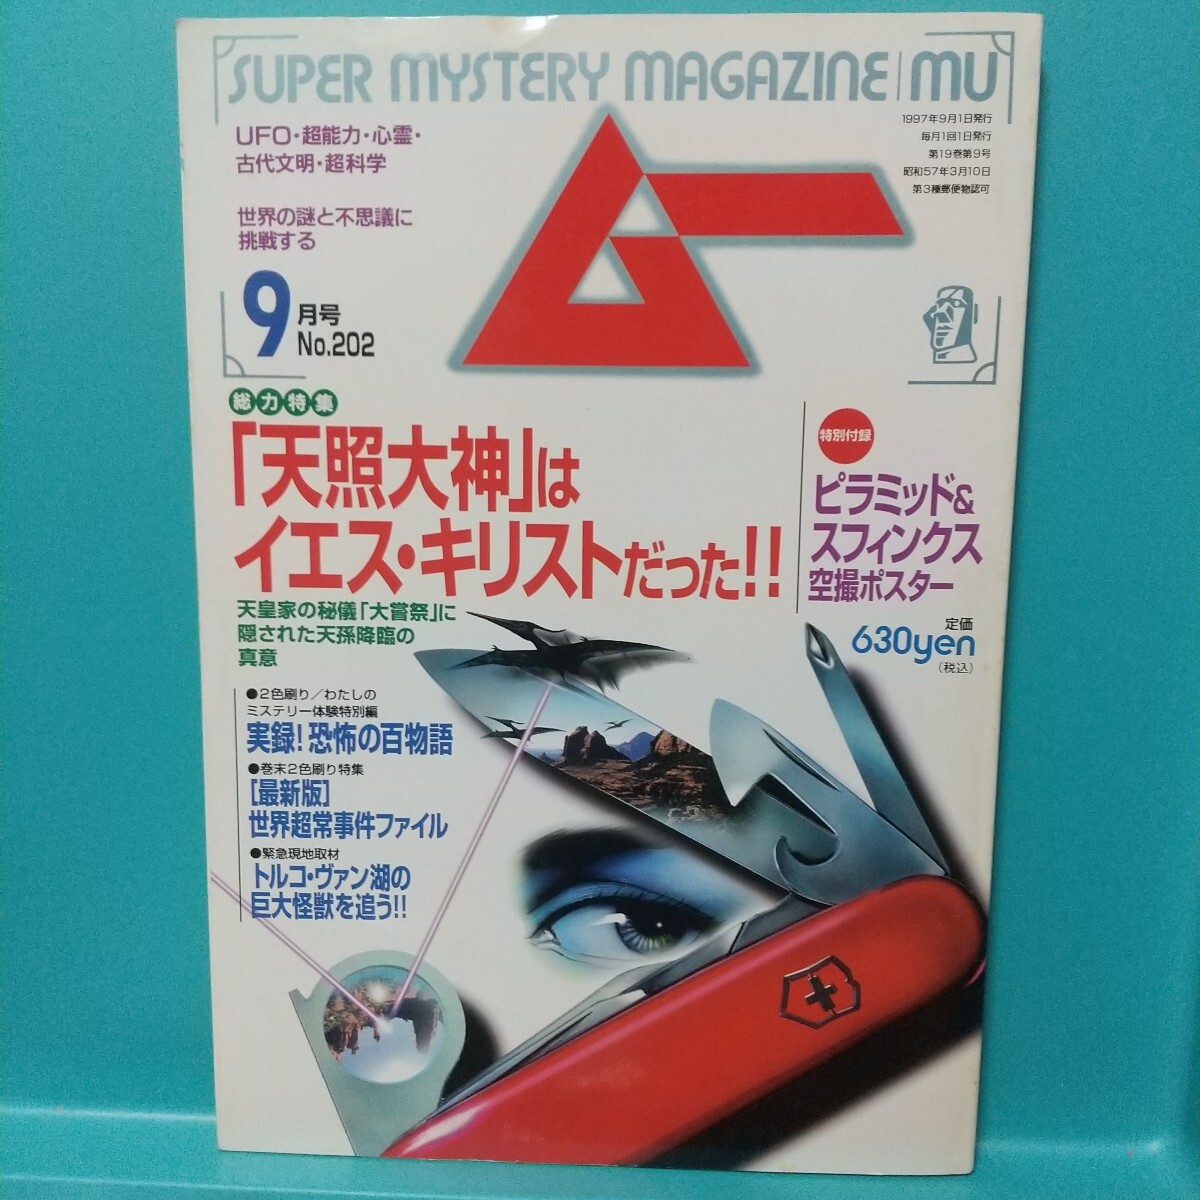 SUPER MYSTERY MAGAZINE|MU
UFO・超能力・心霊・
古代文明・超科学
世界の謎と不思議に
挑戦する
9月号
No.202
ムー
1997年9月1日発行
毎月1回1日発行
第19巻第9号
昭和57年3月10日
第3種郵便物認可
総力特集
「天照大神」は
イエス・キリストだった!!
天皇家の秘儀「大嘗祭」に
隠された天孫降臨の
真意
特別付録
ピラミッド&
スフィンクス
空撮ポスター
定価
630yen
(税込)
●2色刷り/わたしの
ミステリー体験特別編
実録!恐怖の百物語
●巻末2色刷り特集
[最新版]
世界超常事件ファイル
●緊急現地取材
トルコ・ヴァン湖の
巨大怪獣を追う!!